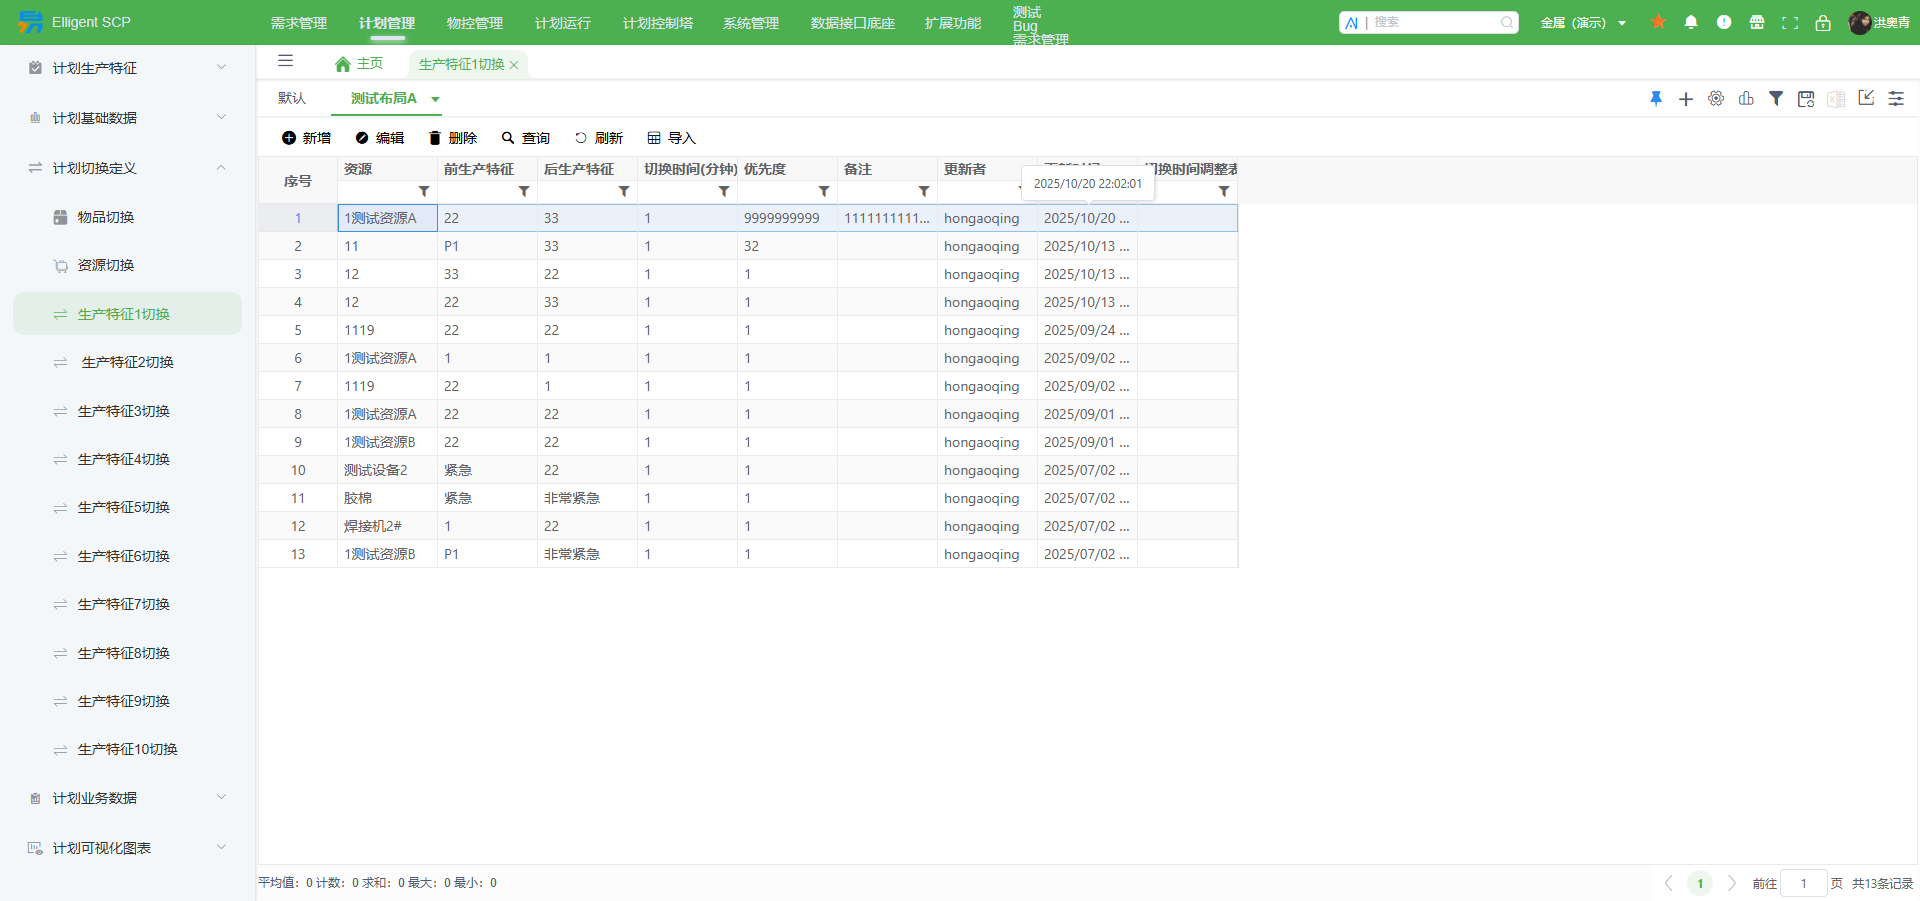 Elligent SCP
需求管理 计划管理 物控管理 计划运行 计划控制塔 系统管理 数据接口底座 扩展功能
测试
Bug
需求管理
AI | 搜索
金属（演示）
洪奥青
计划生产特征
计划基础数据
计划切换定义
物品切换
资源切换
生产特征1切换
生产特征2切换
生产特征3切换
生产特征4切换
生产特征5切换
生产特征6切换
生产特征7切换
生产特征8切换
生产特征9切换
生产特征10切换
计划业务数据
计划可视化图表
主页 生产特征1切换
默认 测试布局A
新增 编辑 删除 查询 刷新 导入
序号 资源 前生产特征 后生产特征 切换时间(分钟) 优先度 备注 更新者 更新时间 切换时间调整表
2025/10/20 22:02:01
1 1测试资源A 22 33 1 9999999999 1111111111... hongaoqing 2025/10/20 ...
2 11 P1 33 1 32 hongaoqing 2025/10/13 ...
3 12 33 22 1 1 hongaoqing 2025/10/13 ...
4 12 22 33 1 1 hongaoqing 2025/10/13 ...
5 1119 22 22 1 1 hongaoqing 2025/09/24 ...
6 1测试资源A 1 1 1 1 hongaoqing 2025/09/02 ...
7 1119 22 1 1 1 hongaoqing 2025/09/02 ...
8 1测试资源A 22 22 1 1 hongaoqing 2025/09/01 ...
9 1测试资源B 22 22 1 1 hongaoqing 2025/09/01 ...
10 测试设备2 紧急 22 1 1 hongaoqing 2025/07/02 ...
11 胶棉 紧急 非常紧急 1 1 hongaoqing 2025/07/02 ...
12 焊接机2# 1 22 1 1 hongaoqing 2025/07/02 ...
13 1测试资源B P1 非常紧急 1 1 hongaoqing 2025/07/02 ...
平均值：0 计数：0 求和：0 最大：0 最小：0
1 前往 1 页 共13条记录